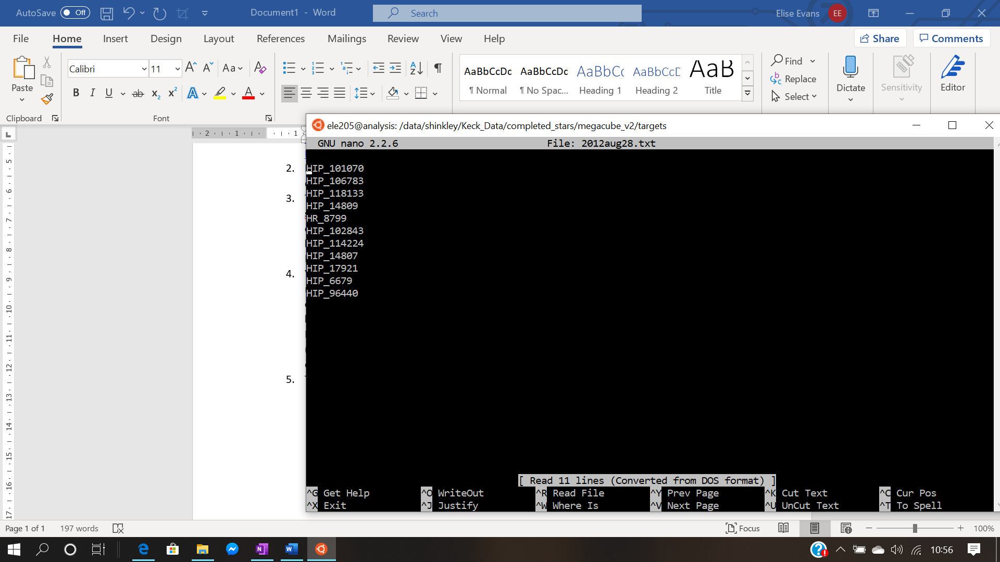 AutoSave Off Document1 - Word Search Elise Evans EE
File Home Insert Design Layout References Mailings Review View Help Share Comments
Paste
Clipboard
Calibri 11
Font
AaBbCcDc AaBbCcDc AaBbCc AaBbCcD AaB
¶ Normal ¶ No Spac... Heading 1 Heading 2 Title
Find
Replace
Select
Dictate
Sensitivity
Editor
ele205@analysis: /data/shinkley/Keck_Data/completed_stars/megacube_v2/targets
GNU nano 2.2.6 File: 2012aug28.txt
2.
3.
4.
5.
HIP_101070
HIP_106783
HIP_118133
HIP_14809
HR_8799
HIP_102843
HIP_114224
HIP_14807
HIP_17921
HIP_6679
HIP_96440
[ Read 11 lines (Converted from DOS format) ]
^G Get Help ^O WriteOut ^R Read File ^Y Prev Page ^K Cut Text ^C Cur Pos
^X Exit ^J Justify ^W Where Is ^V Next Page ^U UnCut Text ^T To Spell
Page 1 of 1 197 words Focus 100%
10:56